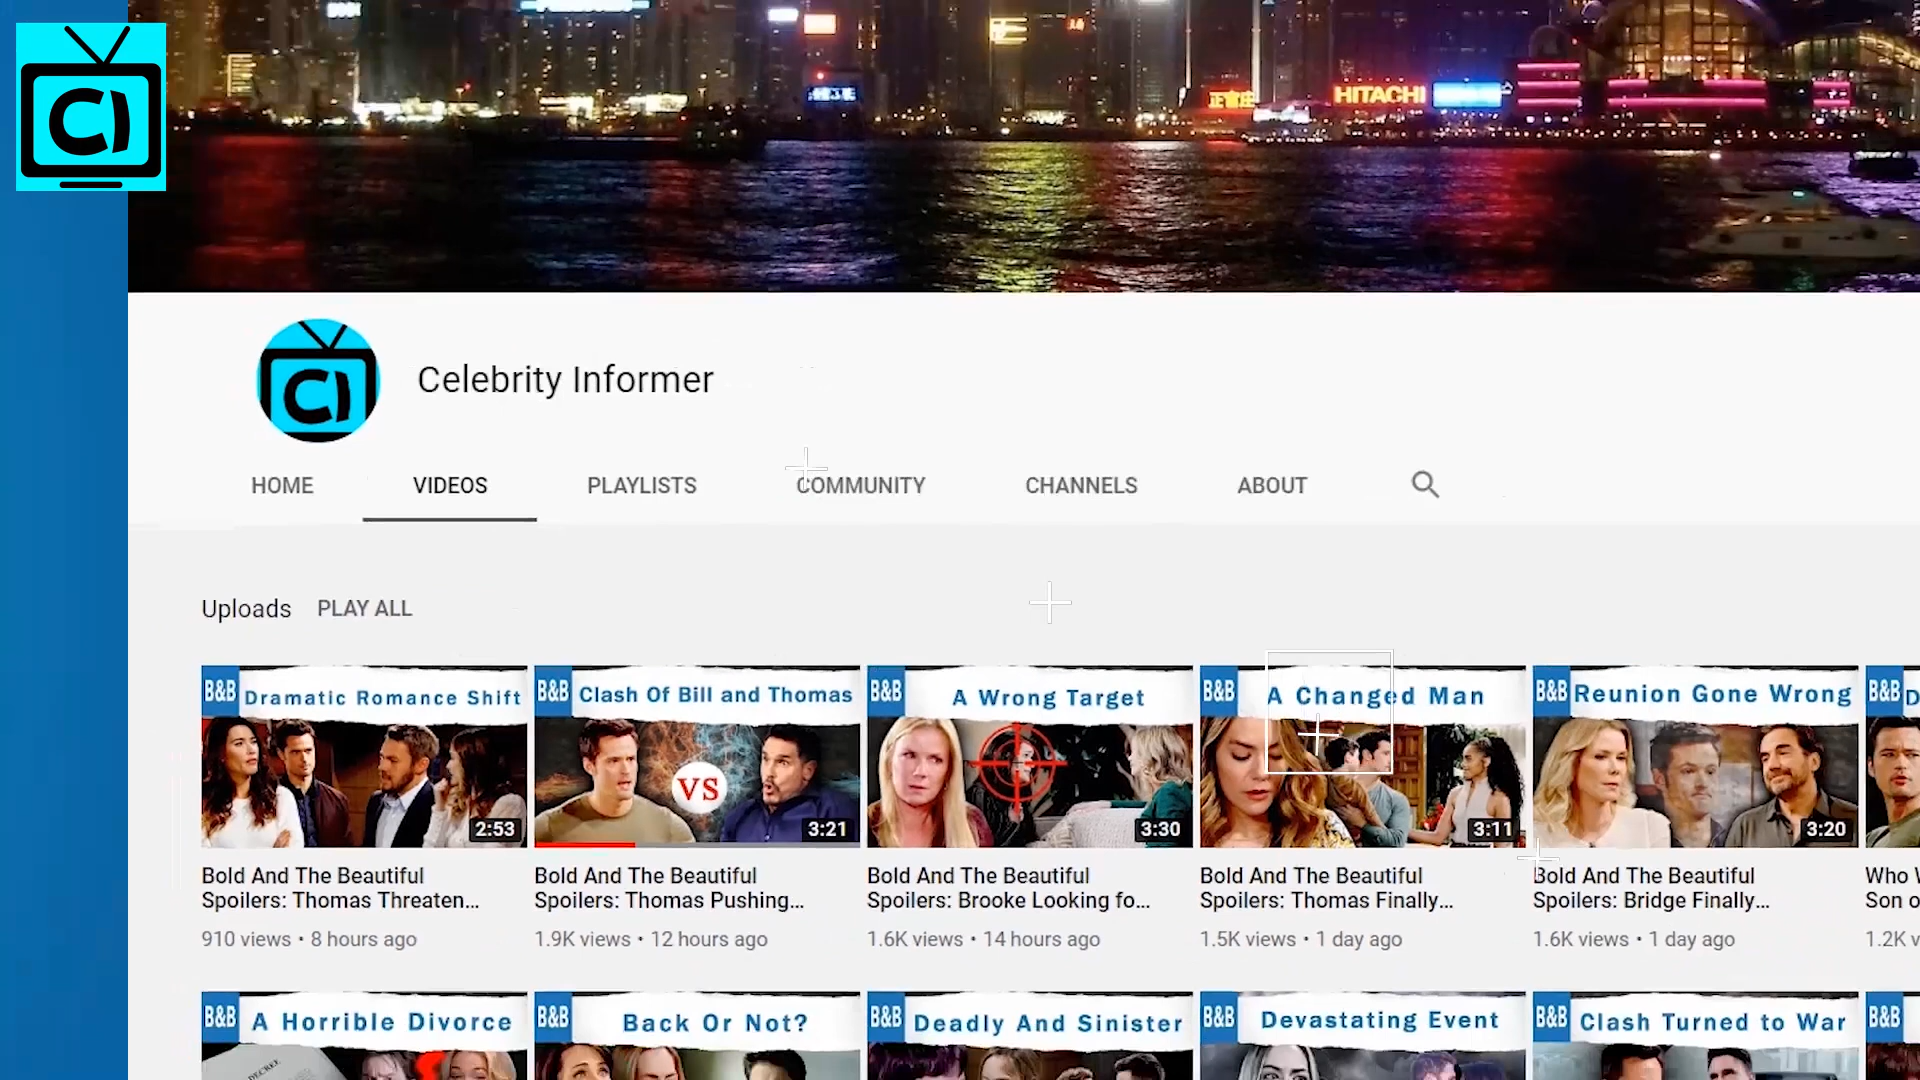 HITACHI
CI
Celebrity Informer
CI
HOME VIDEOS PLAYLISTS COMMUNITY CHANNELS ABOUT
Uploads PLAY ALL
B&B Dramatic Romance Shift
2:53
B&B Clash Of Bill and Thomas
VS
3:21
B&B A Wrong Target
3:30
B&B A Changed Man
3:11
B&B Reunion Gone Wrong
3:20
B&B D
Bold And The Beautiful
Spoilers: Thomas Threaten...
910 views • 8 hours ago
Bold And The Beautiful
Spoilers: Thomas Pushing...
1.9K views • 12 hours ago
Bold And The Beautiful
Spoilers: Brooke Looking fo...
1.6K views • 14 hours ago
Bold And The Beautiful
Spoilers: Thomas Finally...
1.5K views • 1 day ago
Bold And The Beautiful
Spoilers: Bridge Finally...
1.6K views • 1 day ago
Who
Son o
1.2K v
B&B A Horrible Divorce
DECREE
B&B Back Or Not?
B&B Deadly And Sinister
B&B Devastating Event
B&B Clash Turned to War
B&B